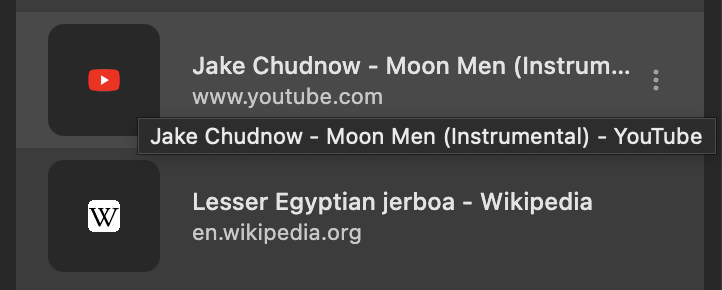 Jake Chudnow - Moon Men (Instrum...
www.youtube.com
Jake Chudnow - Moon Men (Instrumental) - YouTube
W
Lesser Egyptian jerboa - Wikipedia
en.wikipedia.org